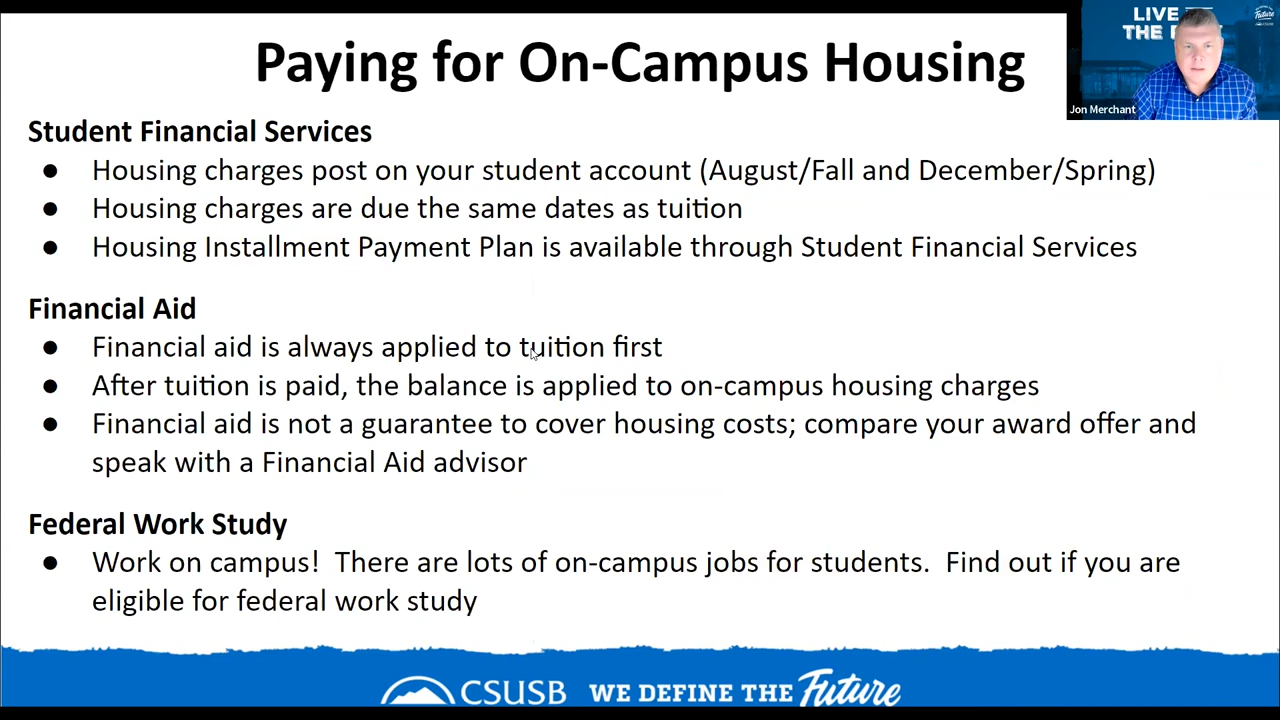 Paying for On-Campus Housing
LIVE
THE
Future
Jon Merchant
Student Financial Services
● Housing charges post on your student account (August/Fall and December/Spring)
● Housing charges are due the same dates as tuition
● Housing Installment Payment Plan is available through Student Financial Services
Financial Aid
● Financial aid is always applied to tuition first
● After tuition is paid, the balance is applied to on-campus housing charges
● Financial aid is not a guarantee to cover housing costs; compare your award offer and
speak with a Financial Aid advisor
Federal Work Study
● Work on campus!  There are lots of on-campus jobs for students.  Find out if you are
eligible for federal work study
CSUSB WE DEFINE THE Future